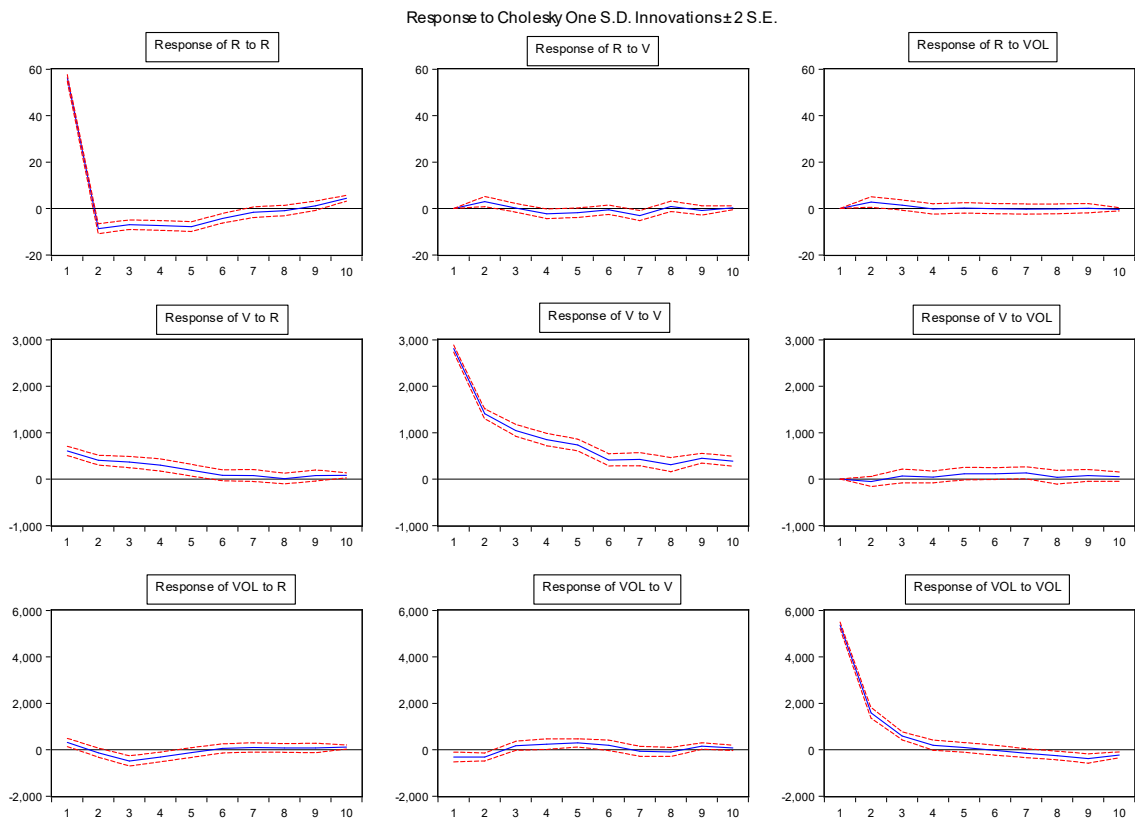 Response to Cholesky One S.D. Innovations ± 2 S.E.
Response of R to R
Response of R to V
Response of R to VOL
60
40
20
0
-20
1 2 3 4 5 6 7 8 9 10
60
40
20
0
-20
1 2 3 4 5 6 7 8 9 10
60
40
20
0
-20
1 2 3 4 5 6 7 8 9 10
Response of V to R
Response of V to V
Response of V to VOL
3,000
2,000
1,000
0
-1,000
1 2 3 4 5 6 7 8 9 10
3,000
2,000
1,000
0
-1,000
1 2 3 4 5 6 7 8 9 10
3,000
2,000
1,000
0
-1,000
1 2 3 4 5 6 7 8 9 10
Response of VOL to R
Response of VOL to V
Response of VOL to VOL
6,000
4,000
2,000
0
-2,000
1 2 3 4 5 6 7 8 9 10
6,000
4,000
2,000
0
-2,000
1 2 3 4 5 6 7 8 9 10
6,000
4,000
2,000
0
-2,000
1 2 3 4 5 6 7 8 9 10